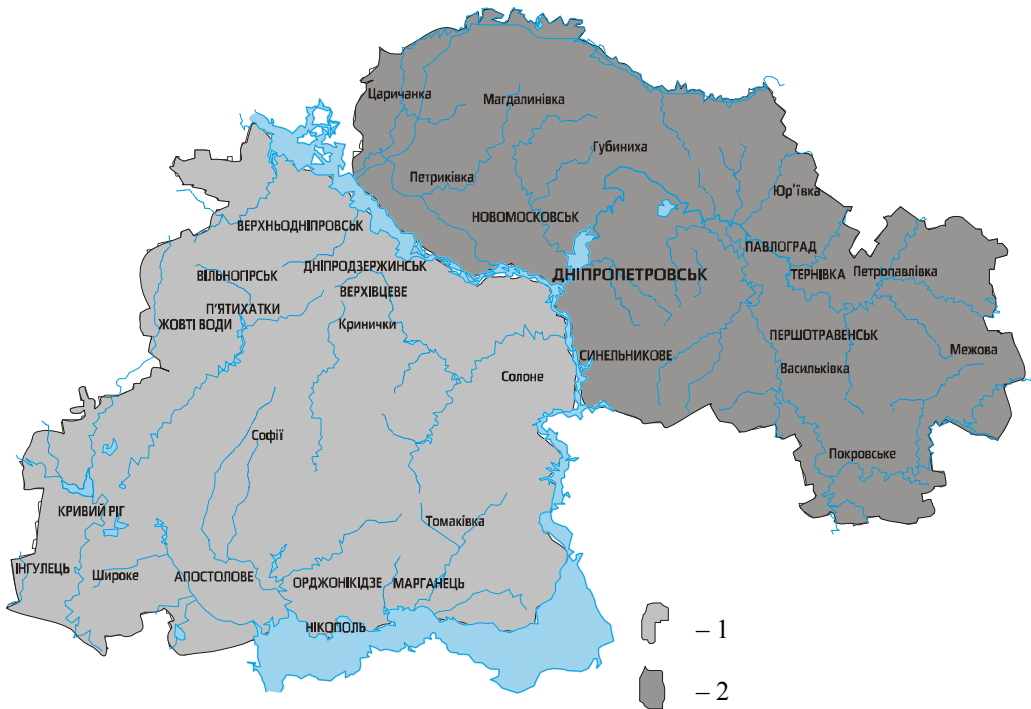 Царичанка
Магдалинівка
Губиниха
Петриківка
Юр'ївка
НОВОМОСКОВСЬК
ВЕРХНЬОДНІПРОВСЬК
ПАВЛОГРАД
ДНІПРОДЗЕРЖИНСЬК
ВІЛЬНОГІРСЬК
ДНІПРОПЕТРОВСЬК
ТЕРНІВКА
Петропавлівка
ВЕРХІВЦЕВЕ
П'ЯТИХАТКИ
ЖОВТІ ВОДИ
Кринички
ПЕРШОТРАВЕНСЬК
Межова
СИНЕЛЬНИКОВЕ
Васильківка
Солоне
Софії
Покровське
КРИВИЙ РІГ
Томаківка
ІНГУЛЕЦЬ
Широке
АПОСТОЛОВЕ
ОРДЖОНІКІДЗЕ
МАРГАНЕЦЬ
НІКОПОЛЬ
– 1
– 2